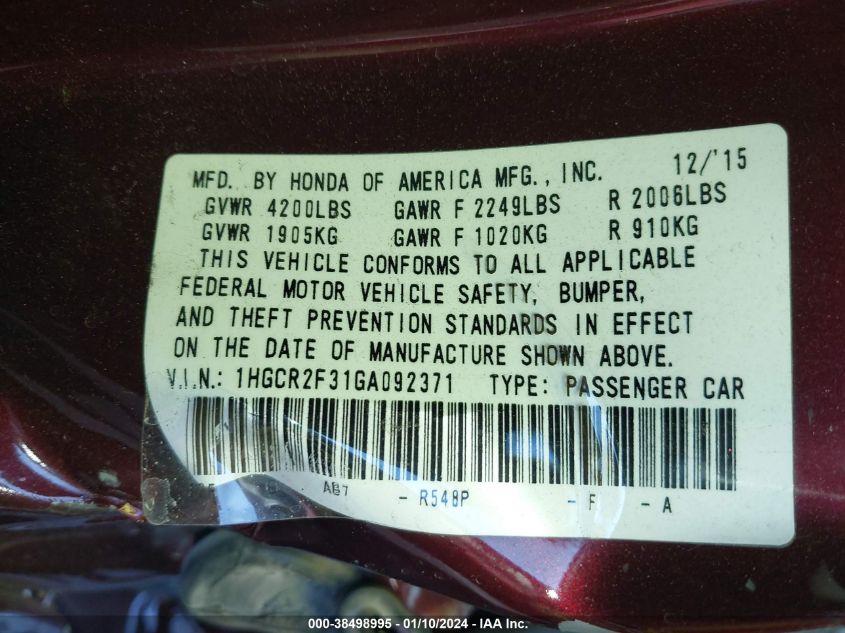 MFD. BY HONDA OF AMERICA MFG., INC. 12/'15
GVWR 4200LBS GAWR F 2249LBS R 2006LBS
GVWR 1905KG GAWR F 1020KG R 910KG
THIS VEHICLE CONFORMS TO ALL APPLICABLE
FEDERAL MOTOR VEHICLE SAFETY, BUMPER,
AND THEFT PREVENTION STANDARDS IN EFFECT
ON THE DATE OF MANUFACTURE SHOWN ABOVE.
V.I.N.: 1HGCR2F31GA092371 TYPE: PASSENGER CAR
AB7 - R548P - F - A
000-38498995 - 01/10/2024 - IAA Inc.